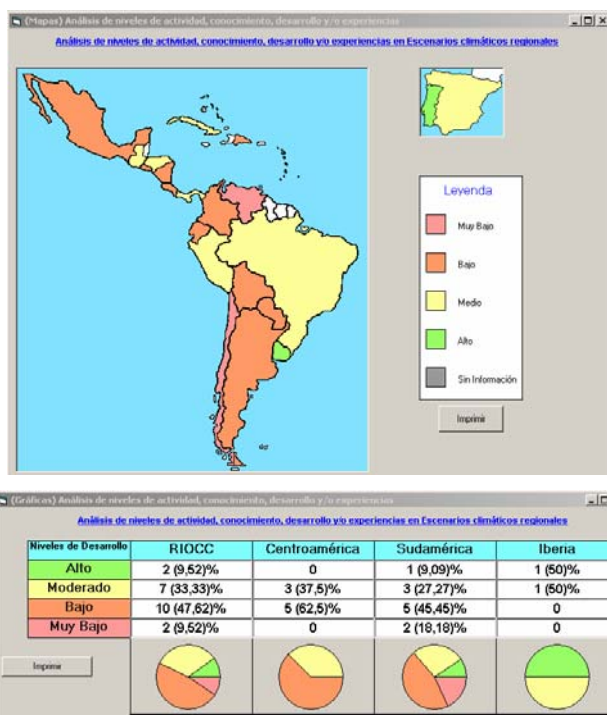 (Mapas) Análisis de niveles de actividad, conocimiento, desarrollo y/o experiencias
Análisis de niveles de actividad, conocimiento, desarrollo y/o experiencias en Escenarios climáticos regionales
Leyenda
Muy Bajo
Bajo
Medio
Alto
Sin Información
Imprimir
(Gráficas) Análisis de niveles de actividad, conocimiento, desarrollo y/o experiencias
Análisis de niveles de actividad, conocimiento, desarrollo y/o experiencias en Escenarios climáticos regionales
Niveles de Desarrollo RIOCC Centroamérica Sudamérica Iberia
Alto 2 (9,52)% 0 1 (9,09)% 1 (50)%
Moderado 7 (33,33)% 3 (37,5)% 3 (27,27)% 1 (50)%
Bajo 10 (47,62)% 5 (62,5)% 5 (45,45)% 0
Muy Bajo 2 (9,52)% 0 2 (18,18)% 0
Imprimir